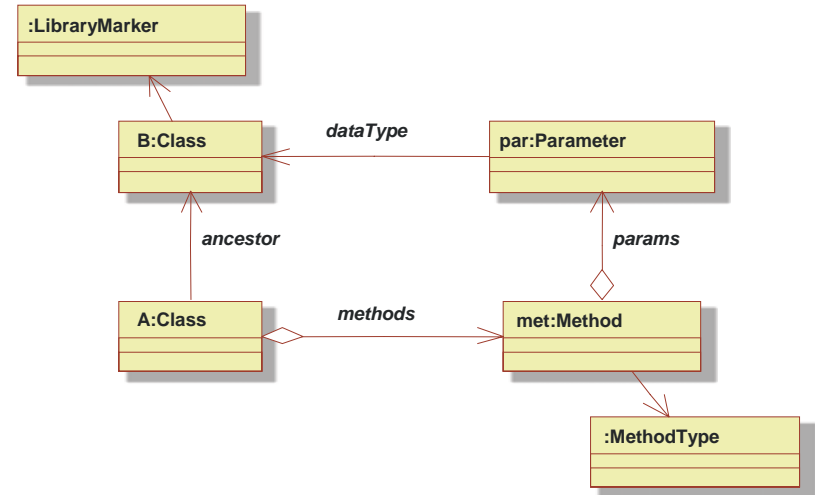 :LibraryMarker
B:Class
dataType
par:Parameter
ancestor
params
A:Class
methods
met:Method
:MethodType